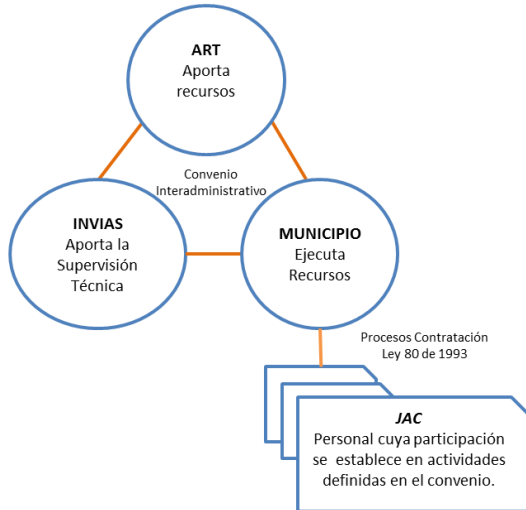 ART
Aporta
recursos
Convenio
Interadministrativo
INVIAS
Aporta la
Supervisión
Técnica
MUNICIPIO
Ejecuta
Recursos
Procesos Contratación
Ley 80 de 1993
JAC
Personal cuya participación
se establece en actividades
definidas en el convenio.